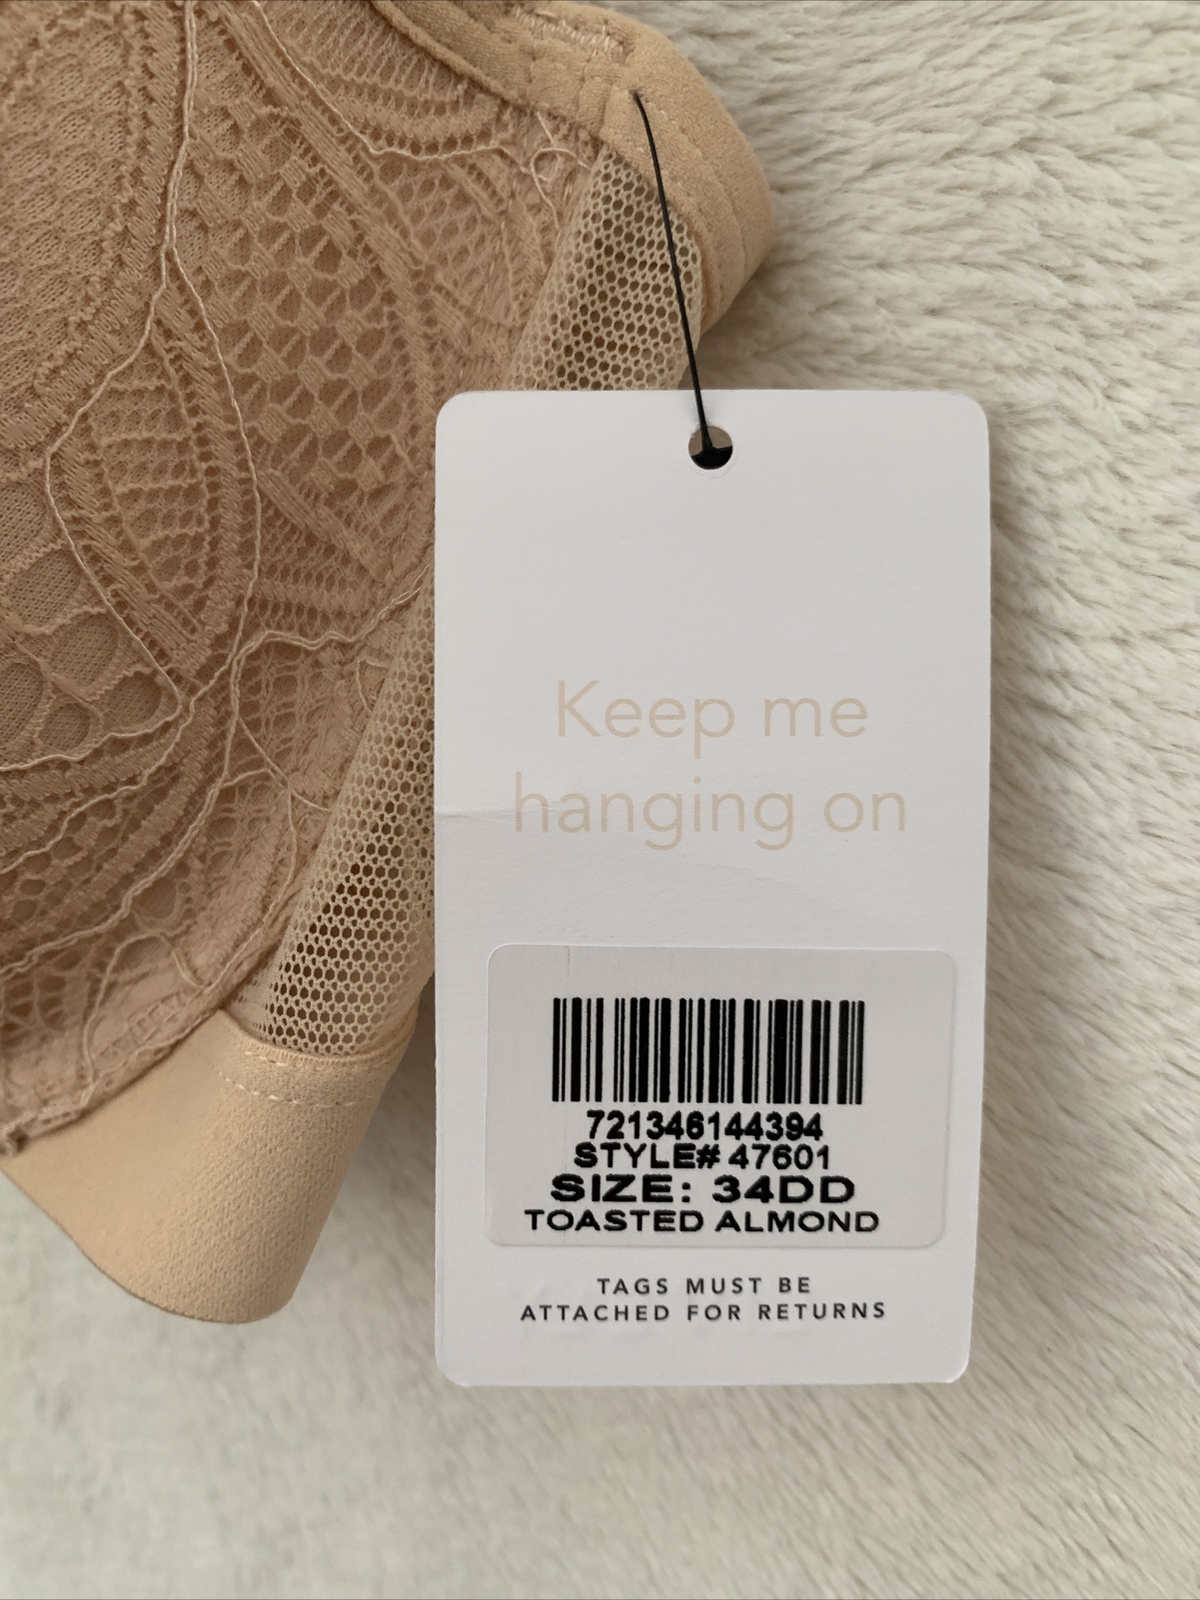 Keep me
hanging on
721346144394
STYLE# 47601
SIZE: 34DD
TOASTED ALMOND
TAGS MUST BE
ATTACHED FOR RETURNS